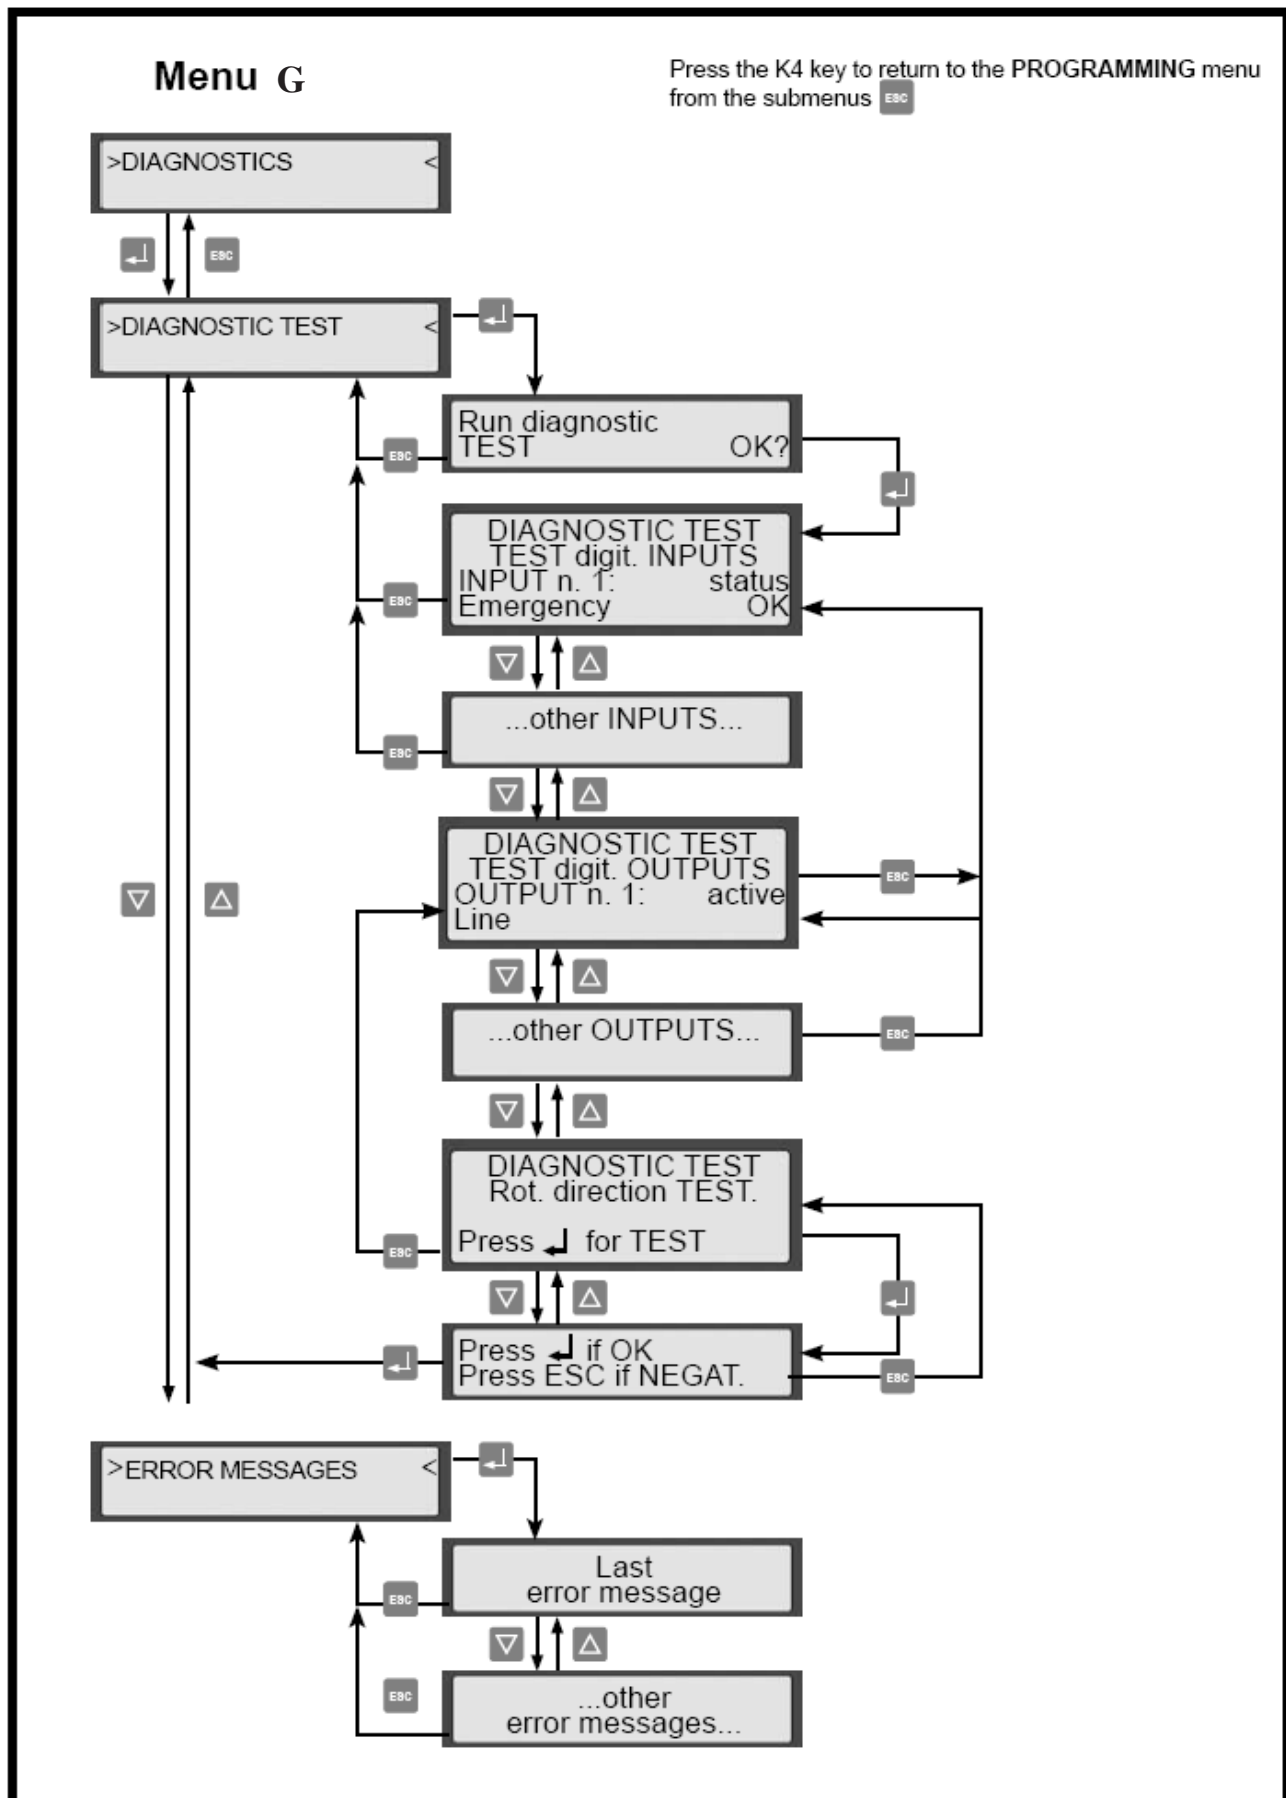 Menu G
Press the K4 key to return to the PROGRAMMING menu
from the submenus ESC
>DIAGNOSTICS <
ESC
>DIAGNOSTIC TEST <
Run diagnostic
TEST OK?
ESC
DIAGNOSTIC TEST
TEST digit. INPUTS
INPUT n. 1: status
Emergency OK
ESC
...other INPUTS...
ESC
DIAGNOSTIC TEST
TEST digit. OUTPUTS
OUTPUT n. 1: active
Line
ESC
...other OUTPUTS...
ESC
DIAGNOSTIC TEST
Rot. direction TEST.
Press ↵ for TEST
ESC
Press ↵ if OK
Press ESC if NEGAT.
ESC
>ERROR MESSAGES <
Last
error message
ESC
...other
error messages...
ESC